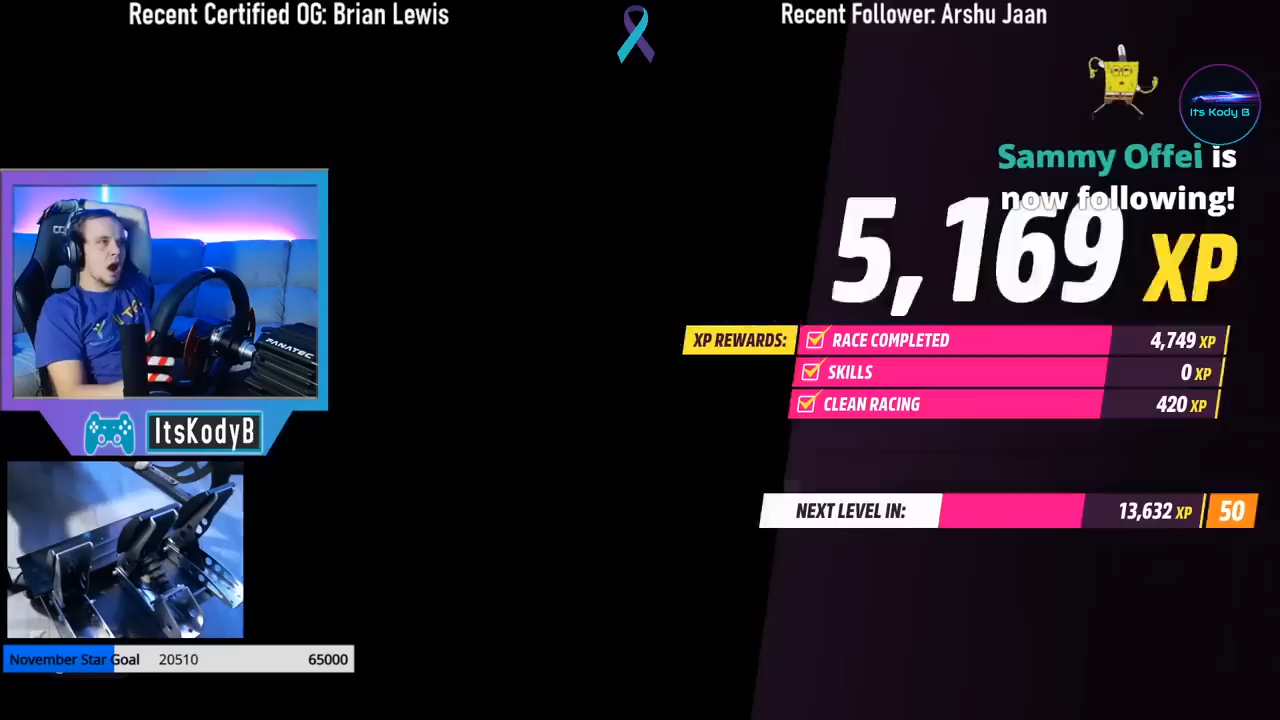 Recent Certified OG: Brian Lewis
Recent Follower: Arshu Jaan
Its Kody B
Sammy Offei is
now following!
5,169 XP
XP REWARDS:
RACE COMPLETED 4,749 XP
SKILLS 0 XP
CLEAN RACING 420 XP
NEXT LEVEL IN: 13,632 XP 50
FANATEC
ItsKodyB
November Star Goal 20510 65000